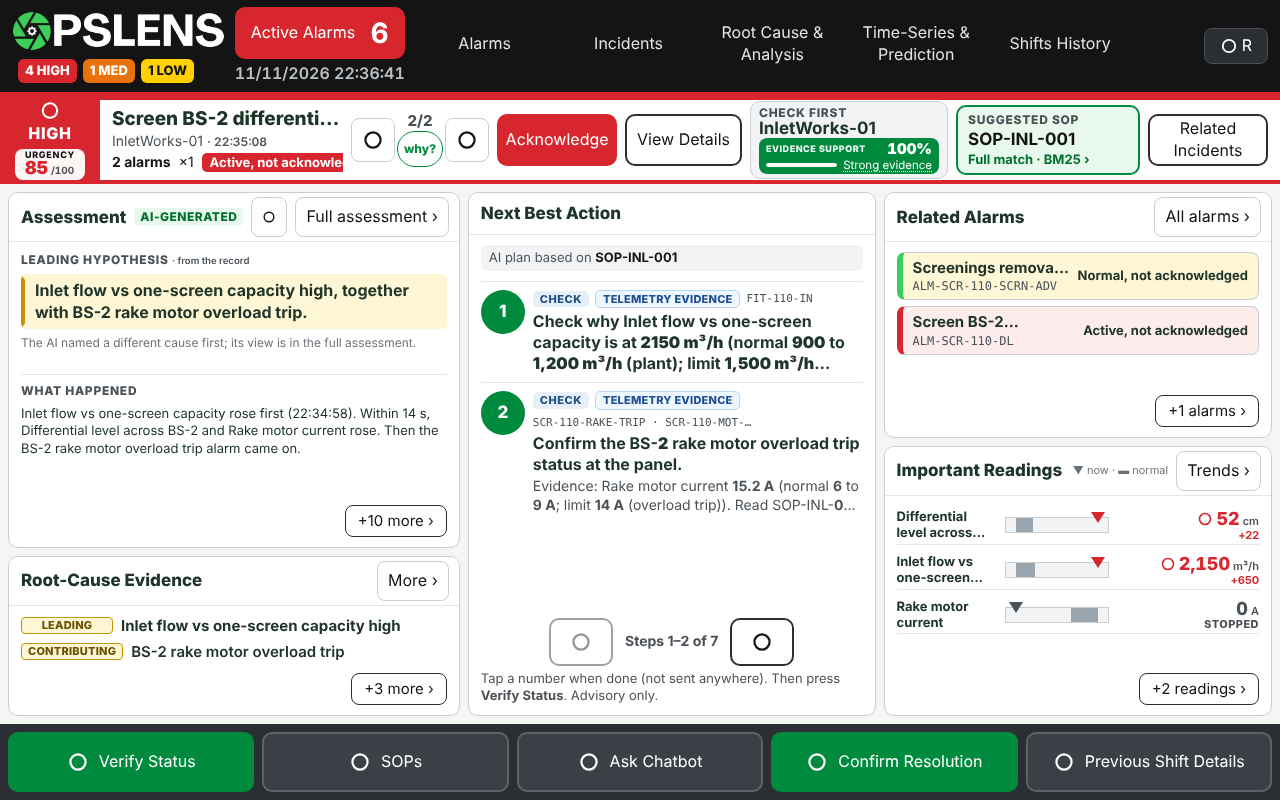 PSLENS
4 HIGH
1 MED
1 LOW
Active Alarms 6
11/11/2026 22:36:41
Alarms
Incidents
Root Cause &
Analysis
Time-Series &
Prediction
Shifts History
R
HIGH
URGENCY
85 /100
Screen BS-2 differenti…
InletWorks-01 · 22:35:08
2 alarms ×1 Active, not acknowle
2/2
why?
Acknowledge
View Details
CHECK FIRST
InletWorks-01
EVIDENCE SUPPORT 100%
Strong evidence
SUGGESTED SOP
SOP-INL-001
Full match · BM25 ›
Related
Incidents
Assessment AI-GENERATED
Full assessment ›
LEADING HYPOTHESIS · from the record
Inlet flow vs one-screen capacity high, together
with BS-2 rake motor overload trip.
The AI named a different cause first; its view is in the full assessment.
WHAT HAPPENED
Inlet flow vs one-screen capacity rose first (22:34:58). Within 14 s,
Differential level across BS-2 and Rake motor current rose. Then the
BS-2 rake motor overload trip alarm came on.
+10 more ›
Root-Cause Evidence
More ›
LEADING Inlet flow vs one-screen capacity high
CONTRIBUTING BS-2 rake motor overload trip
+3 more ›
Next Best Action
AI plan based on SOP-INL-001
1
CHECK TELEMETRY EVIDENCE FIT-110-IN
Check why Inlet flow vs one-screen
capacity is at 2150 m³/h (normal 900 to
1,200 m³/h (plant); limit 1,500 m³/h…
2
CHECK TELEMETRY EVIDENCE
SCR-110-RAKE-TRIP · SCR-110-MOT-…
Confirm the BS-2 rake motor overload trip
status at the panel.
Evidence: Rake motor current 15.2 A (normal 6 to
9 A; limit 14 A (overload trip)). Read SOP-INL-0…
Steps 1–2 of 7
Tap a number when done (not sent anywhere). Then press
Verify Status. Advisory only.
Related Alarms
All alarms ›
Screenings remova…
ALM-SCR-110-SCRN-ADV
Normal, not acknowledged
Screen BS-2…
ALM-SCR-110-DL
Active, not acknowledged
+1 alarms ›
Important Readings
now · normal
Trends ›
Differential
level across…
52 cm
+22
Inlet flow vs
one-screen…
2,150 m³/h
+650
Rake motor
current
0 A
STOPPED
+2 readings ›
Verify Status
SOPs
Ask Chatbot
Confirm Resolution
Previous Shift Details